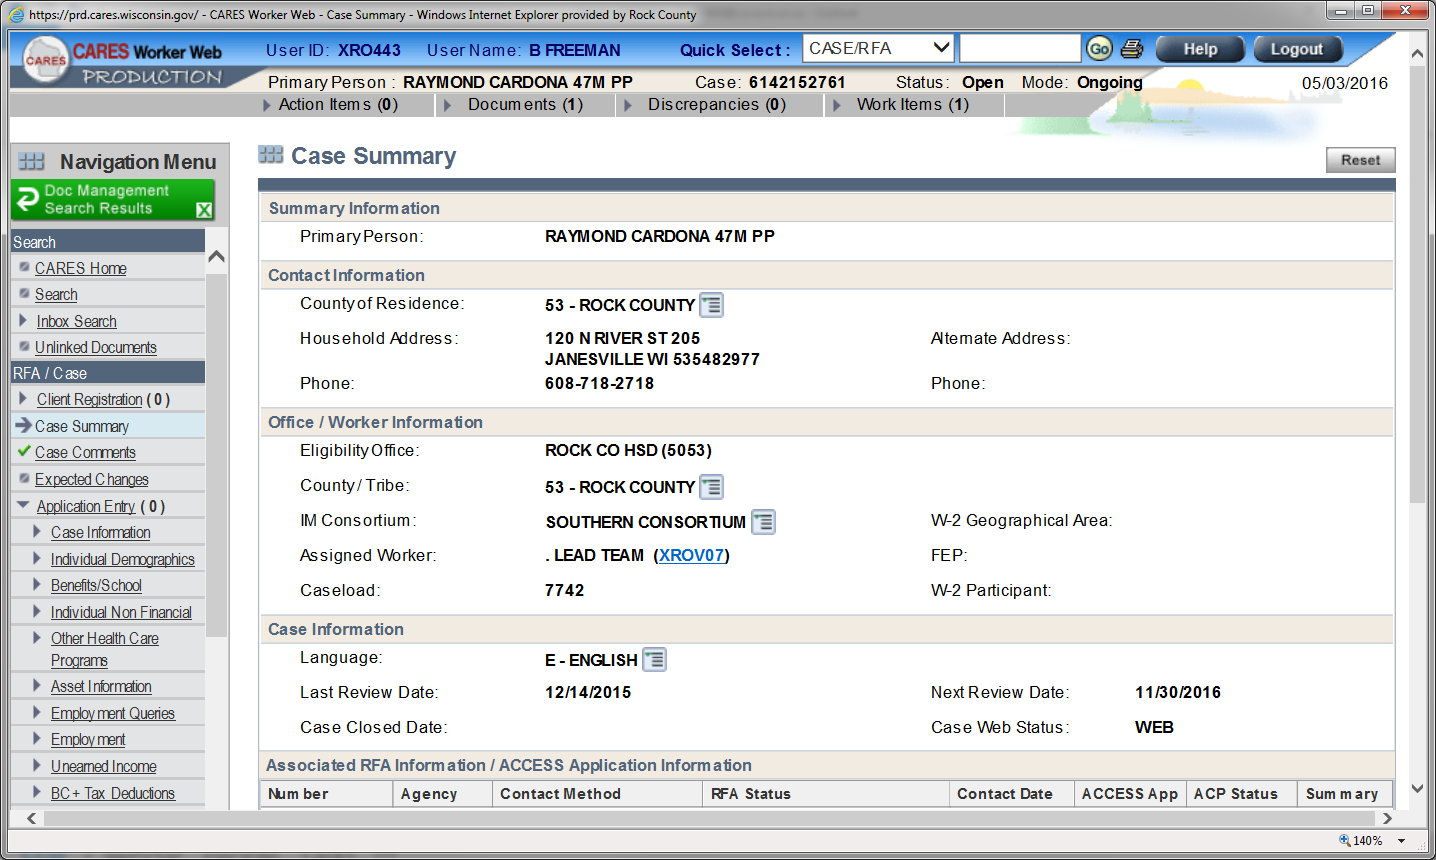 https://prd.cares.wisconsin.gov/ - CARES Worker Web - Case Summary - Windows Internet Explorer provided by Rock County
CARES CARES Worker Web
PRODUCTION
User ID: XRO443 User Name: B FREEMAN Quick Select : CASE/RFA Go Help Logout
Primary Person : RAYMOND CARDONA 47M PP Case: 6142152761 Status: Open Mode: Ongoing 05/03/2016
Action Items (0) Documents (1) Discrepancies (0) Work Items (1)
Navigation Menu
Doc Management
Search Results X
Search
CARES Home
Search
Inbox Search
Unlinked Documents
RFA / Case
Client Registration ( 0 )
Case Summary
Case Comments
Expected Changes
Application Entry ( 0 )
Case Information
Individual Demographics
Benefits/School
Individual Non Financial
Other Health Care
Programs
Asset Information
Employment Queries
Employment
Unearned Income
BC+ Tax Deductions
Case Summary
Reset
Summary Information
Primary Person: RAYMOND CARDONA 47M PP
Contact Information
County of Residence: 53 - ROCK COUNTY
Household Address: 120 N RIVER ST 205 Alternate Address:
JANESVILLE WI 535482977
Phone: 608-718-2718 Phone:
Office / Worker Information
Eligibility Office: ROCK CO HSD (5053)
County / Tribe: 53 - ROCK COUNTY
IM Consortium: SOUTHERN CONSORTIUM W-2 Geographical Area:
Assigned Worker: . LEAD TEAM (XROV07) FEP:
Caseload: 7742 W-2 Participant:
Case Information
Language: E - ENGLISH
Last Review Date: 12/14/2015 Next Review Date: 11/30/2016
Case Closed Date: Case Web Status: WEB
Associated RFA Information / ACCESS Application Information
Number Agency Contact Method RFA Status Contact Date ACCESS App ACP Status Summary
140%